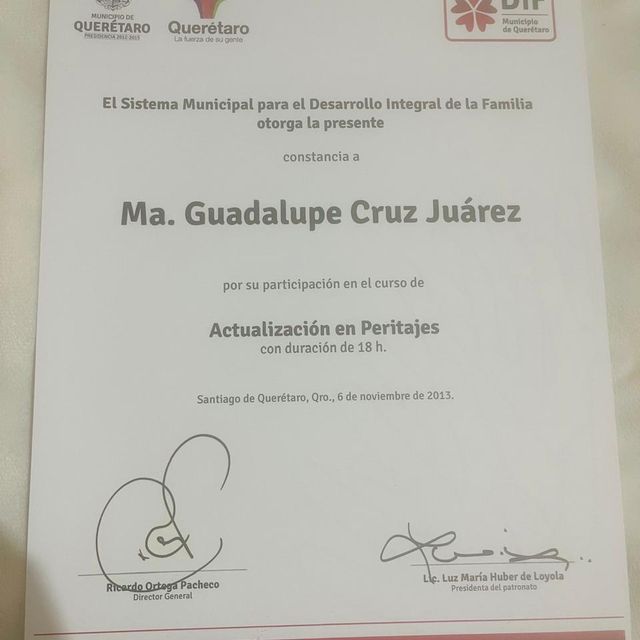 MUNICIPIO DE
QUERÉTARO
PRESIDENCIA 2012-2015
Querétaro
La fuerza de su gente
DIF
Municipio
de Querétaro
El Sistema Municipal para el Desarrollo Integral de la Familia
otorga la presente
constancia a
Ma. Guadalupe Cruz Juárez
por su participación en el curso de
Actualización en Peritajes
con duración de 18 h.
Santiago de Querétaro, Qro., 6 de noviembre de 2013.
Ricardo Ortega Pacheco
Director General
Lic. Luz María Huber de Loyola
Presidenta del patronato